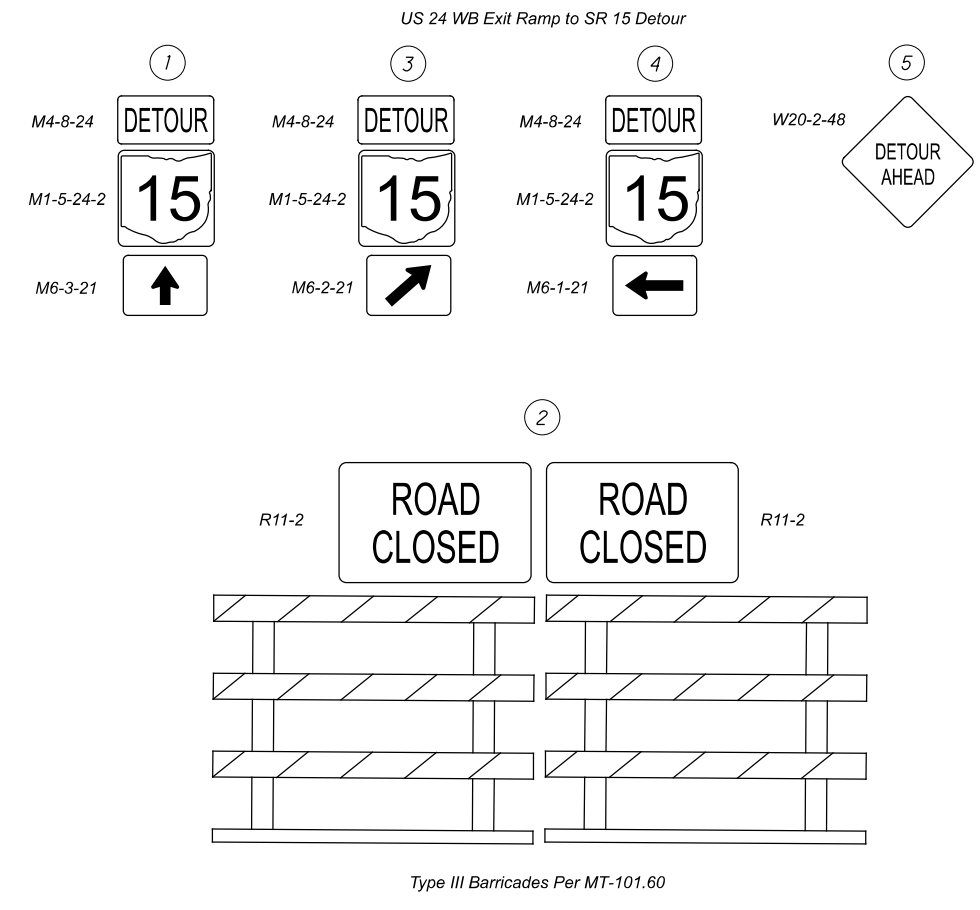 US 24 WB Exit Ramp to SR 15 Detour
1
3
4
5
M4-8-24
DETOUR
M4-8-24
DETOUR
M4-8-24
DETOUR
W20-2-48
DETOUR
AHEAD
M1-5-24-2
15
M1-5-24-2
15
M1-5-24-2
15
M6-3-21
M6-2-21
M6-1-21
2
R11-2
ROAD
CLOSED
ROAD
CLOSED
R11-2
Type III Barricades Per MT-101.60